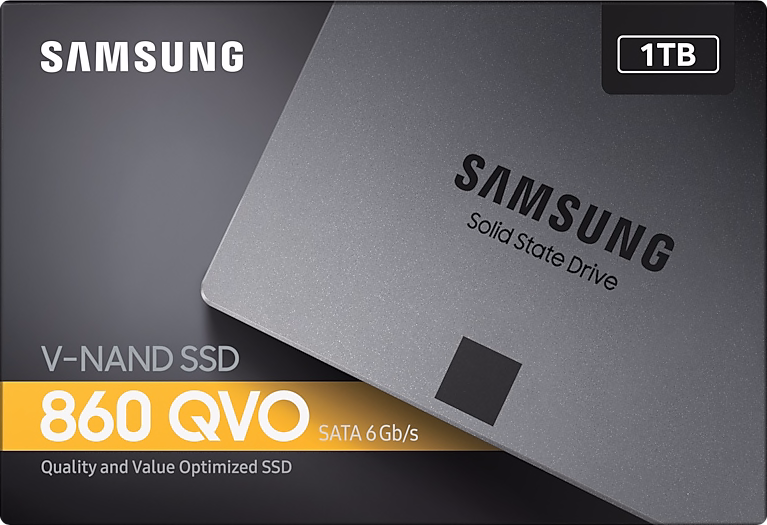 SAMSUNG
1TB
SAMSUNG
Solid State Drive
V-NAND SSD
860 QVO SATA 6 Gb/s
Quality and Value Optimized SSD